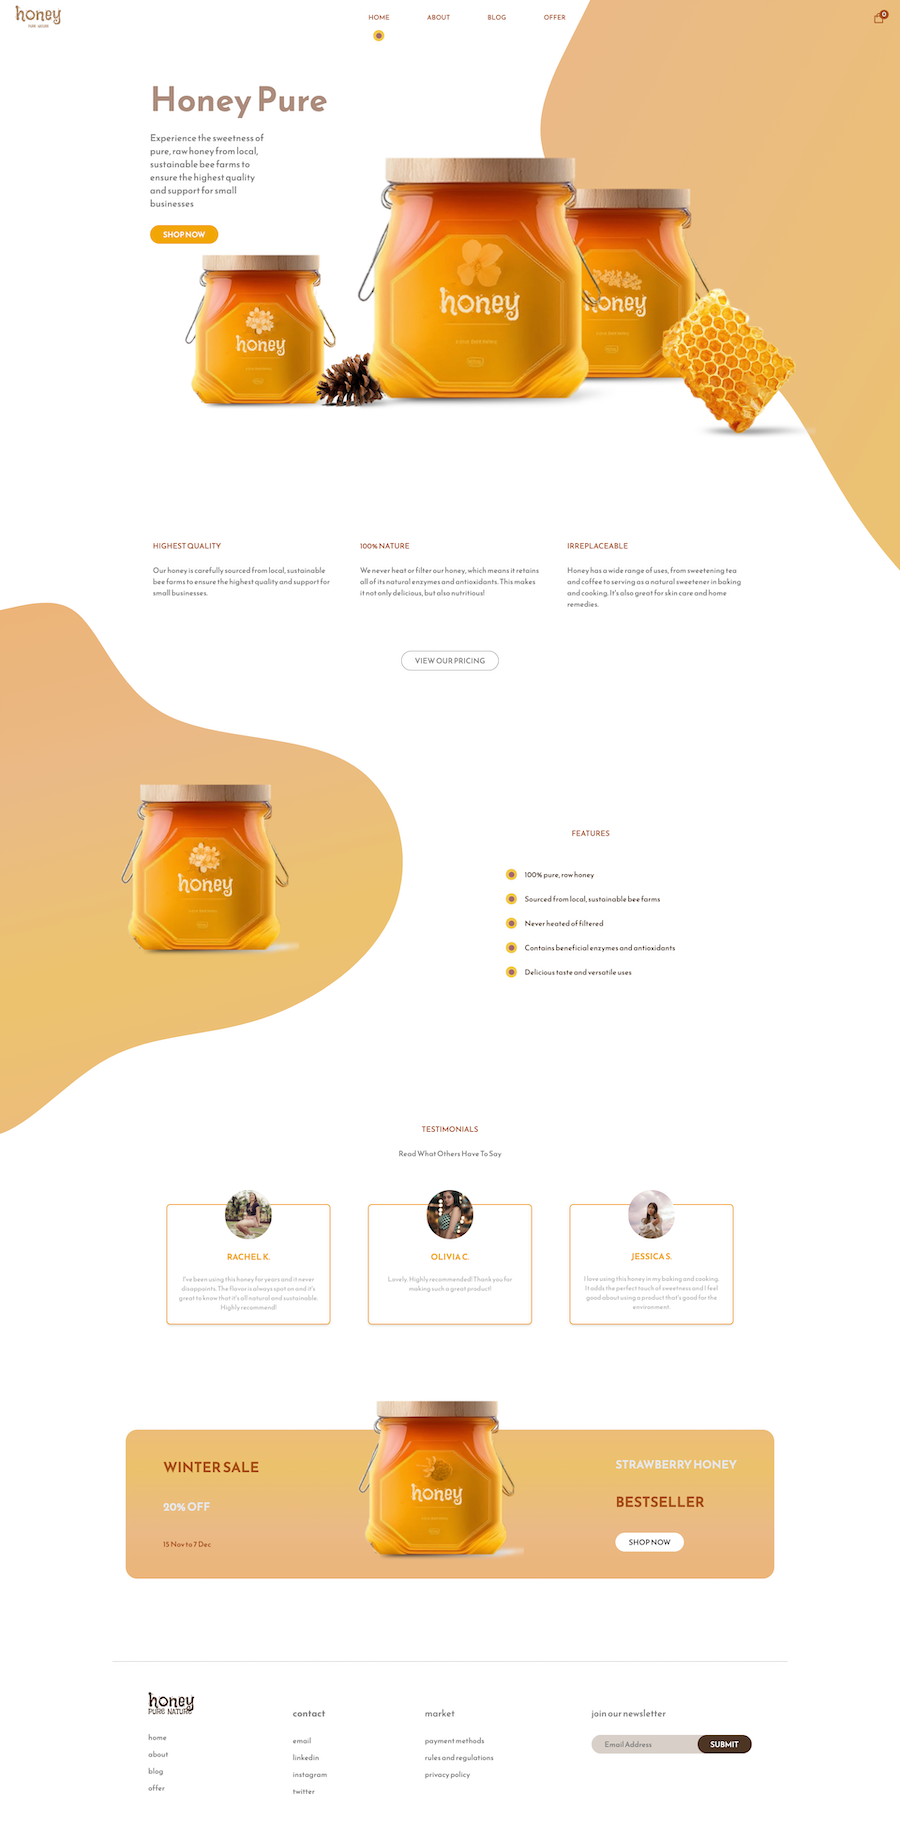 honey
PURE NATURE
HOME
ABOUT
BLOG
OFFER
0
Honey Pure
Experience the sweetness of
pure, raw honey from local,
sustainable bee farms to
ensure the highest quality
and support for small
businesses
SHOP NOW
honey
honey
honey
HIGHEST QUALITY
Our honey is carefully sourced from local, sustainable
bee farms to ensure the highest quality and support for
small businesses.
100% NATURE
We never heat or filter our honey, which means it retains
all of its natural enzymes and antioxidants. This makes
it not only delicious, but also nutritious!
IRREPLACEABLE
Honey has a wide range of uses, from sweetening tea
and coffee to serving as a natural sweetener in baking
and cooking. It's also great for skin care and home
remedies.
VIEW OUR PRICING
honey
FEATURES
100% pure, row honey
Sourced from local, sustainable bee farms
Never heated of filtered
Contains beneficial enzymes and antioxidants
Delicious taste and versatile uses
TESTIMONIALS
Read What Others Have To Say
RACHEL K.
I've been using this honey for years and it never
disappoints. The flavor is always spot on and it's
great to know that it's all natural and sustainable.
Highly recommend!
OLIVIA C.
Lovely. Highly recommended! Thank you for
making such a great product!
JESSICA S.
I love using this honey in my baking and cooking.
It adds the perfect touch of sweetness and I feel
good about using a product that's good for the
environment.
WINTER SALE
20% OFF
15 Nov to 7 Dec
honey
STRAWBERRY HONEY
BESTSELLER
SHOP NOW
honey
PURE NATURE
home
about
blog
offer
contact
email
linkedin
instagram
twitter
market
payment methods
rules and regulations
privacy policy
join our newsletter
Email Address
SUBMIT